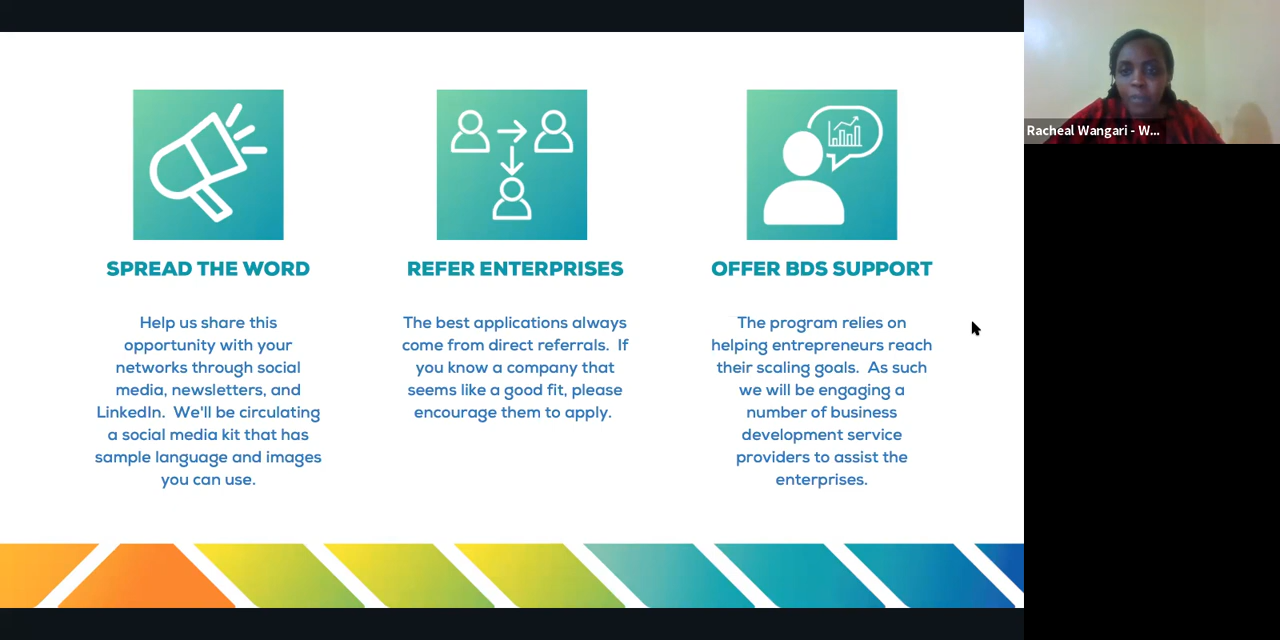 Racheal Wangari - W...
SPREAD THE WORD
Help us share this
opportunity with your
networks through social
media, newsletters, and
LinkedIn. We'll be circulating
a social media kit that has
sample language and images
you can use.
REFER ENTERPRISES
The best applications always
come from direct referrals. If
you know a company that
seems like a good fit, please
encourage them to apply.
OFFER BDS SUPPORT
The program relies on
helping entrepreneurs reach
their scaling goals. As such
we will be engaging a
number of business
development service
providers to assist the
enterprises.